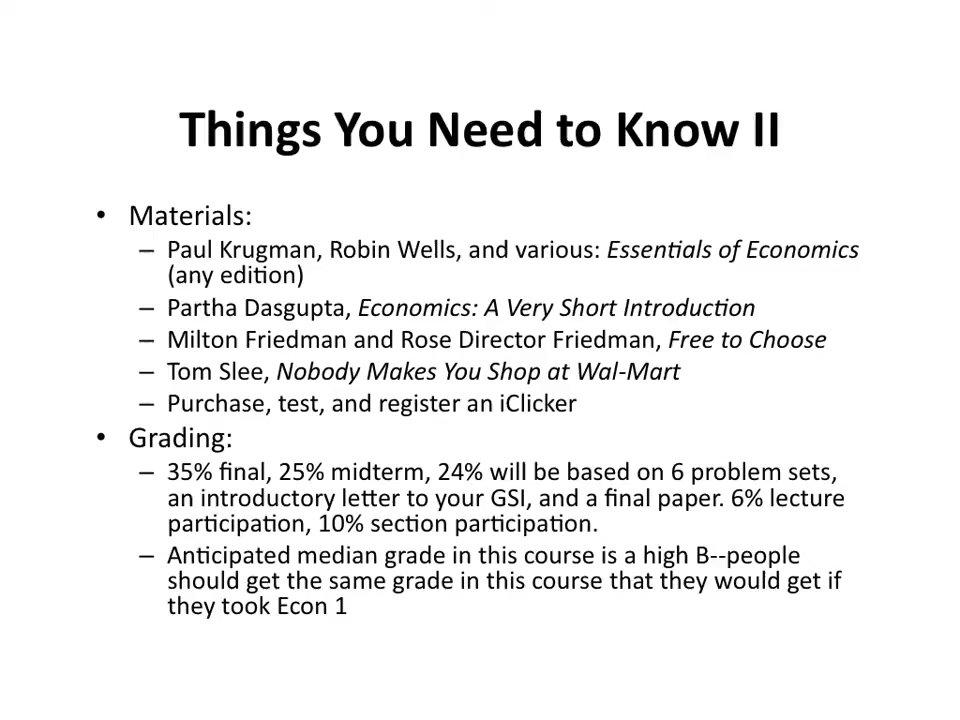 Things You Need to Know II
• Materials:
– Paul Krugman, Robin Wells, and various: Essentials of Economics
(any edition)
– Partha Dasgupta, Economics: A Very Short Introduction
– Milton Friedman and Rose Director Friedman, Free to Choose
– Tom Slee, Nobody Makes You Shop at Wal-Mart
– Purchase, test, and register an iClicker
• Grading:
– 35% final, 25% midterm, 24% will be based on 6 problem sets,
an introductory letter to your GSI, and a final paper. 6% lecture
participation, 10% section participation.
– Anticipated median grade in this course is a high B--people
should get the same grade in this course that they would get if
they took Econ 1